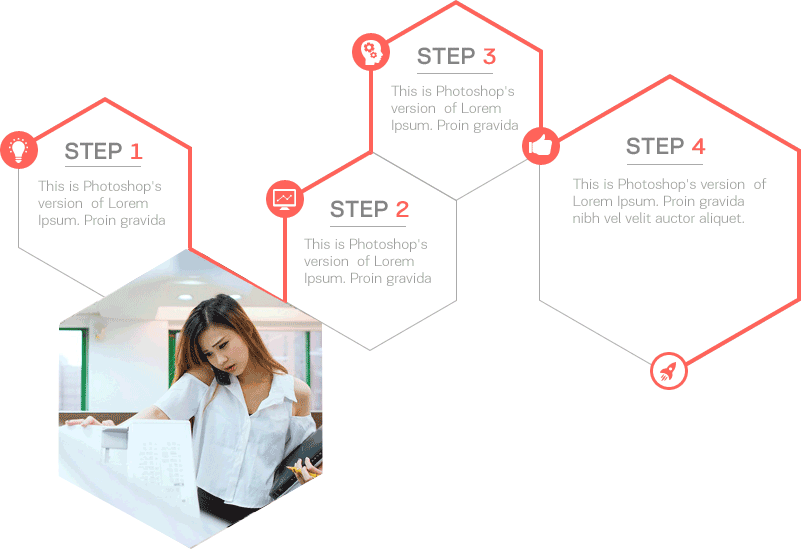 STEP 1
This is Photoshop's
version of Lorem
Ipsum. Proin gravida
STEP 2
This is Photoshop's
version of Lorem
Ipsum. Proin gravida
STEP 3
This is Photoshop's
version of Lorem
Ipsum. Proin gravida
STEP 4
This is Photoshop's version of
Lorem Ipsum. Proin gravida
nibh vel velit auctor aliquet.